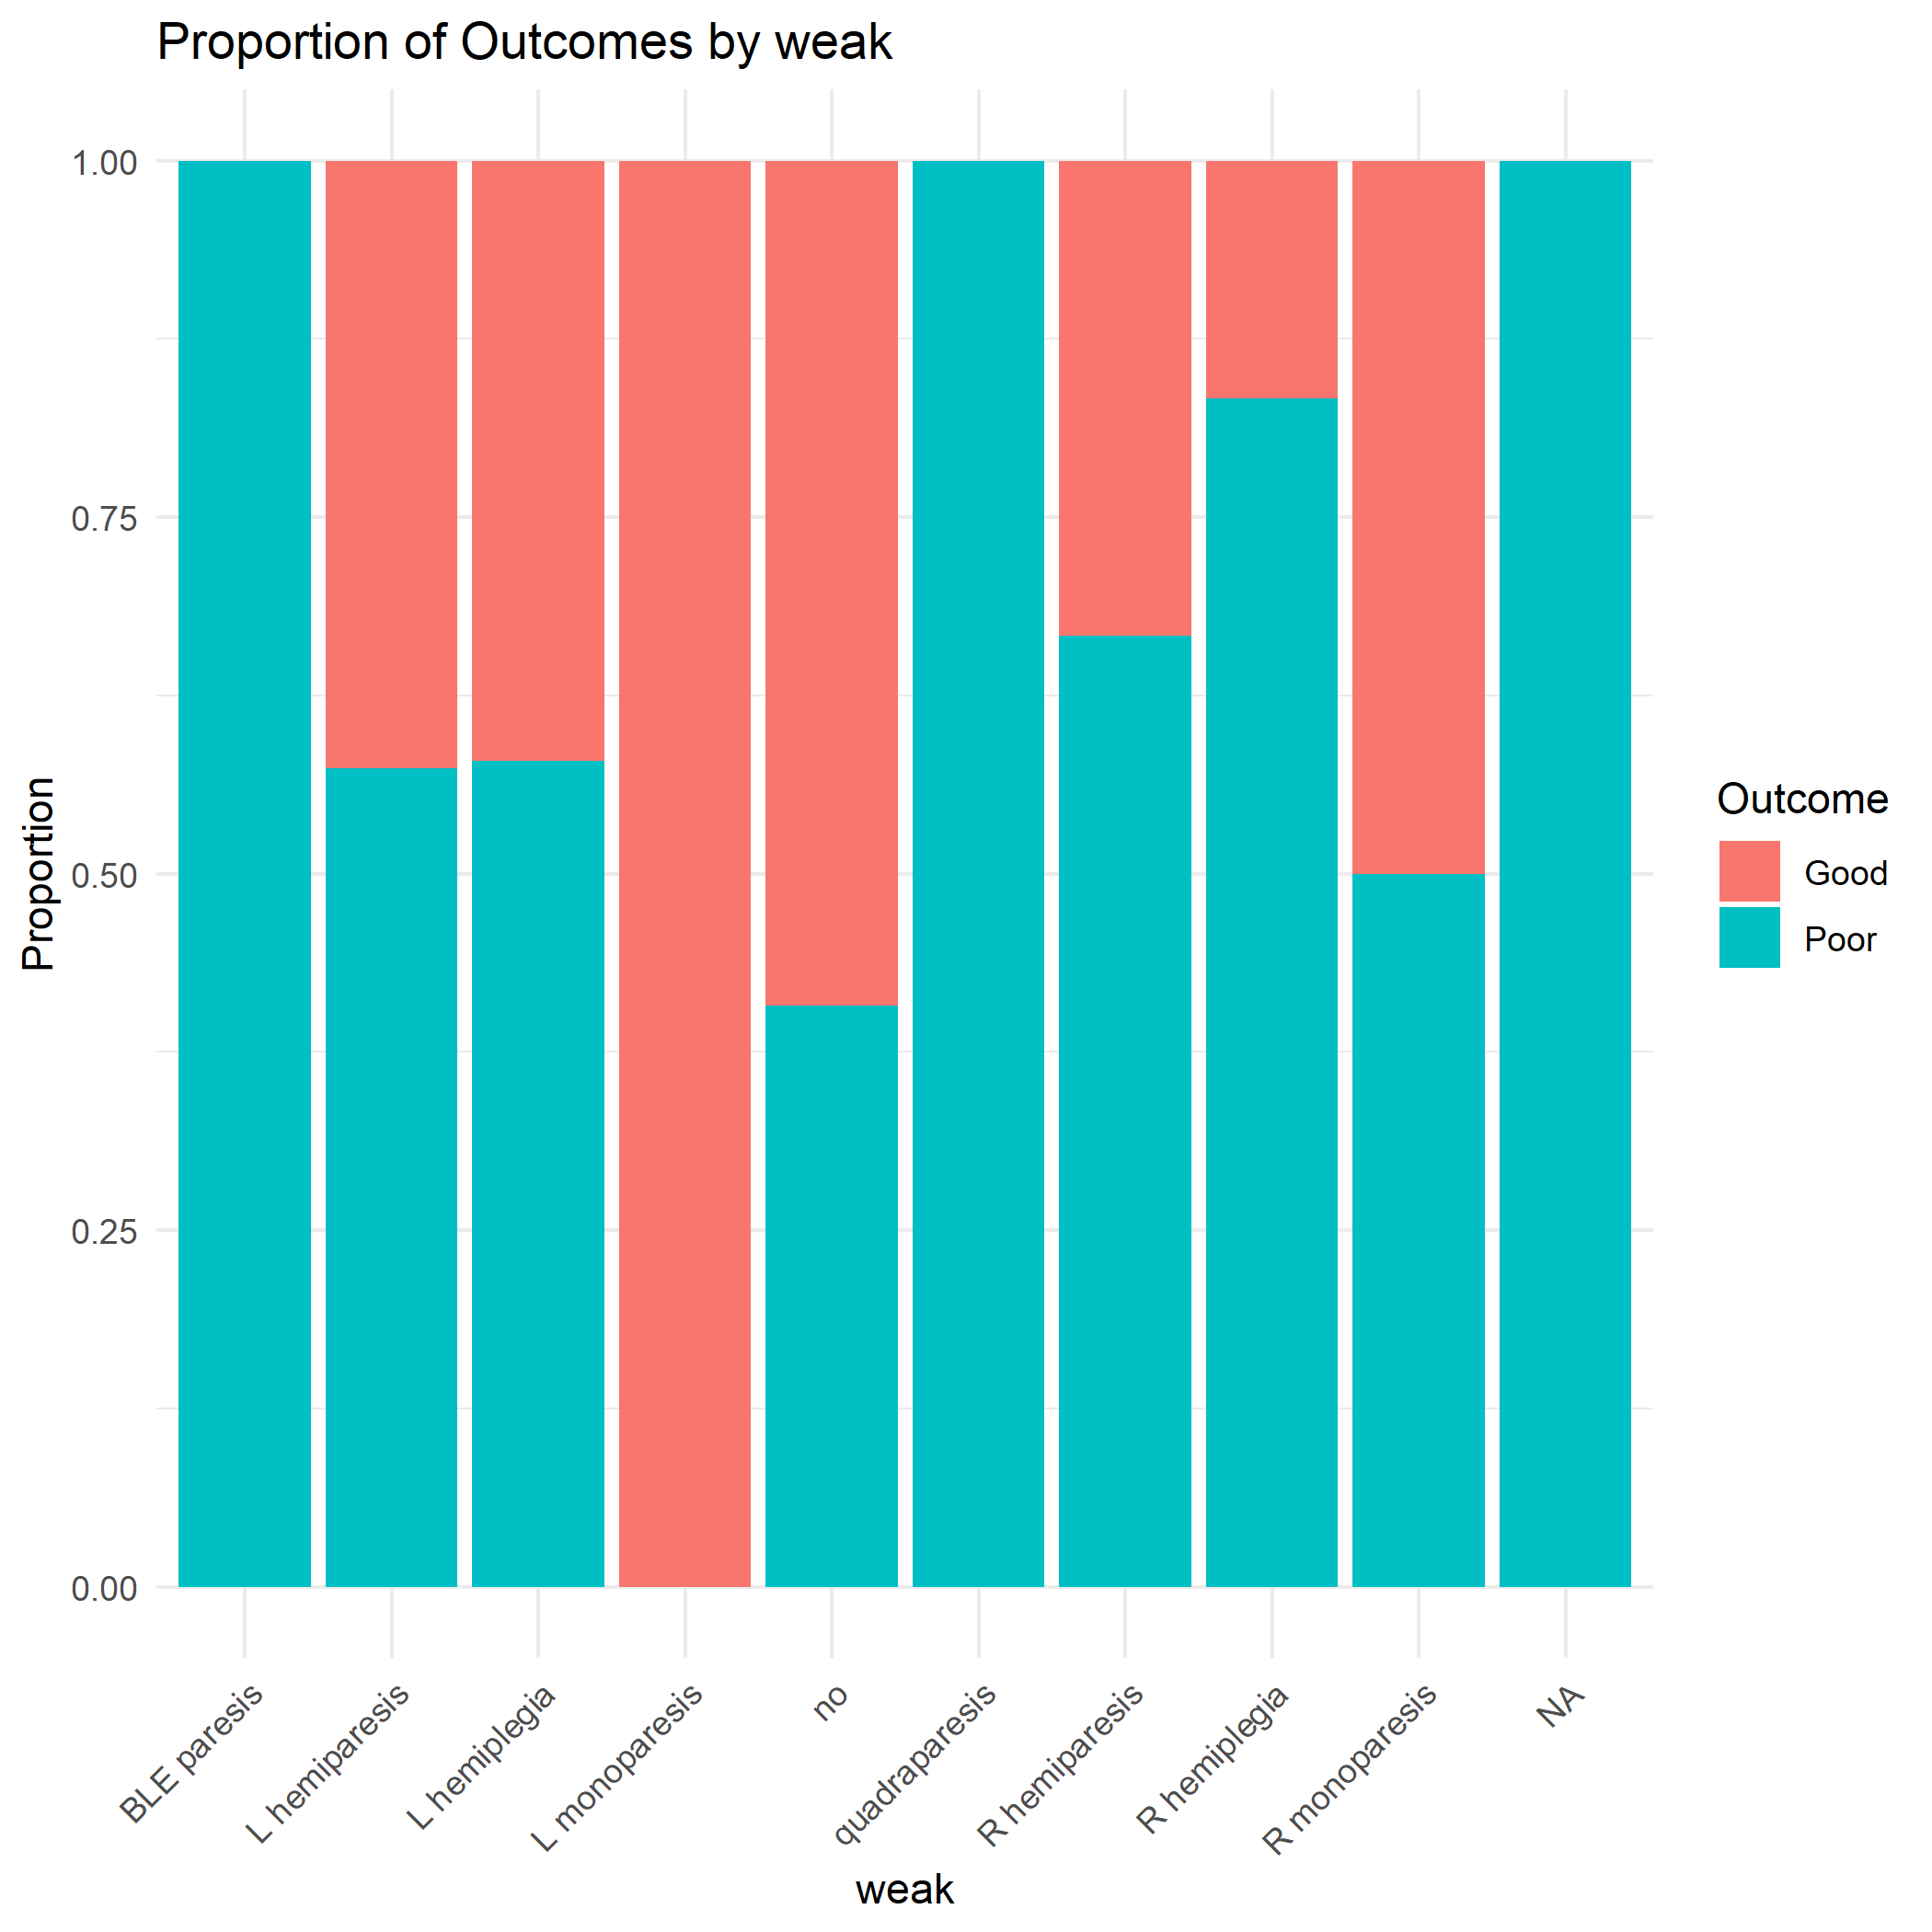 Proportion of Outcomes by weak
1.00
0.75
0.50
0.25
0.00
Proportion
BLE paresis
L hemiparesis
L hemiplegia
L monoparesis
no
quadraparesis
R hemiparesis
R hemiplegia
R monoparesis
NA
weak
Outcome
Good
Poor